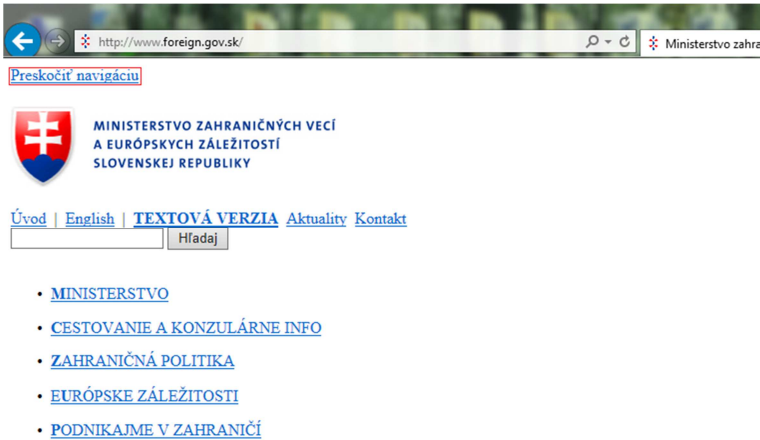 http://www.foreign.gov.sk/
Ministerstvo zahra
Preskočiť navigáciu
MINISTERSTVO ZAHRANIČNÝCH VECÍ
A EURÓPSKYCH ZÁLEŽITOSTÍ
SLOVENSKEJ REPUBLIKY
Úvod | English | TEXTOVÁ VERZIA Aktuality Kontakt
Hľadaj
• MINISTERSTVO
• CESTOVANIE A KONZULÁRNE INFO
• ZAHRANIČNÁ POLITIKA
• EURÓPSKE ZÁLEŽITOSTI
• PODNIKAJME V ZAHRANIČÍ